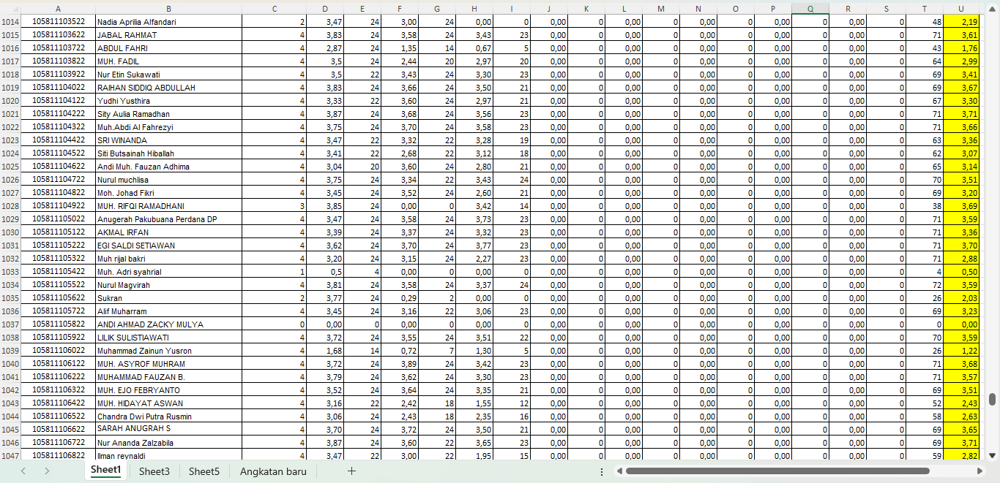 A B C D E F G H I J K L M N O P Q R S T U
1014 105811103522 Nadia Aprilia Alfandari 2 3,47 24 3,00 24 0,00 0 0,00 0 0,00 0 0,00 0 0,00 0 0,00 0 48 2,19
1015 105811103622 JABAL RAHMAT 4 3,83 24 3,58 24 3,43 23 0,00 0 0,00 0 0,00 0 0,00 0 0,00 0 71 3,61
1016 105811103722 ABDUL FAHRI 4 2,87 24 1,35 14 0,67 5 0,00 0 0,00 0 0,00 0 0,00 0 0,00 0 43 1,76
1017 105811103822 MUH. FADIL 4 3,5 24 2,44 20 2,97 20 0,00 0 0,00 0 0,00 0 0,00 0 0,00 0 64 2,99
1018 105811103922 Nur Etin Sukawati 4 3,5 22 3,43 24 3,30 23 0,00 0 0,00 0 0,00 0 0,00 0 0,00 0 69 3,41
1019 105811104022 RAIHAN SIDDIQ ABDULLAH 4 3,83 24 3,66 24 3,50 21 0,00 0 0,00 0 0,00 0 0,00 0 0,00 0 69 3,67
1020 105811104122 Yudhi Yusthira 4 3,33 22 3,60 24 2,97 21 0,00 0 0,00 0 0,00 0 0,00 0 0,00 0 67 3,30
1021 105811104222 Sity Aulia Ramadhan 4 3,87 24 3,68 24 3,56 23 0,00 0 0,00 0 0,00 0 0,00 0 0,00 0 71 3,71
1022 105811104322 Muh.Abdi Al Fahrezyi 4 3,75 24 3,70 24 3,58 23 0,00 0 0,00 0 0,00 0 0,00 0 0,00 0 71 3,66
1023 105811104422 SRI WINANDA 4 3,47 22 3,32 22 3,28 19 0,00 0 0,00 0 0,00 0 0,00 0 0,00 0 63 3,36
1024 105811104522 Siti Butsainah Hiballah 4 3,41 22 2,68 22 3,12 18 0,00 0 0,00 0 0,00 0 0,00 0 0,00 0 62 3,07
1025 105811104622 Andi Muh. Fauzan Adhima 4 3,04 20 3,60 24 2,80 21 0,00 0 0,00 0 0,00 0 0,00 0 0,00 0 65 3,14
1026 105811104722 Nurul muchlisa 4 3,75 24 3,34 22 3,43 24 0,00 0 0,00 0 0,00 0 0,00 0 0,00 0 70 3,51
1027 105811104822 Moh. Johad Fikri 4 3,45 24 3,52 24 2,60 21 0,00 0 0,00 0 0,00 0 0,00 0 0,00 0 69 3,20
1028 105811104922 MUH. RIFQI RAMADHANI 3 3,85 24 0,00 0 3,42 14 0,00 0 0,00 0 0,00 0 0,00 0 0,00 0 38 3,69
1029 105811105022 Anugerah Pakubuana Perdana DP 4 3,47 24 3,58 24 3,73 23 0,00 0 0,00 0 0,00 0 0,00 0 0,00 0 71 3,59
1030 105811105122 AKMAL IRFAN 4 3,39 24 3,37 24 3,32 23 0,00 0 0,00 0 0,00 0 0,00 0 0,00 0 71 3,36
1031 105811105222 EGI SALDI SETIAWAN 4 3,62 24 3,70 24 3,77 23 0,00 0 0,00 0 0,00 0 0,00 0 0,00 0 71 3,70
1032 105811105322 Muh rijal bakri 4 3,20 24 3,15 24 2,27 23 0,00 0 0,00 0 0,00 0 0,00 0 0,00 0 71 2,88
1033 105811105422 Muh. Adri syahrial 1 0,5 4 0,00 0 0,00 0 0,00 0 0,00 0 0,00 0 0,00 0 0,00 0 4 0,50
1034 105811105522 Nurul Magvirah 4 3,81 24 3,58 24 3,37 24 0,00 0 0,00 0 0,00 0 0,00 0 0,00 0 72 3,59
1035 105811105622 Sukran 2 3,77 24 0,29 2 0,00 0 0,00 0 0,00 0 0,00 0 0,00 0 0,00 0 26 2,03
1036 105811105722 Alif Muharram 4 3,45 24 3,16 22 3,06 23 0,00 0 0,00 0 0,00 0 0,00 0 0,00 0 69 3,23
1037 105811105822 ANDI AHMAD ZACKY MULYA 0 0,00 0 0,00 0 0,00 0 0,00 0 0,00 0 0,00 0 0,00 0 0,00 0 0 0,00
1038 105811105922 LILIK SULISTIAWATI 4 3,72 24 3,55 24 3,51 22 0,00 0 0,00 0 0,00 0 0,00 0 0,00 0 70 3,59
1039 105811106022 Muhammad Zainun Yusron 4 1,68 14 0,72 7 1,30 5 0,00 0 0,00 0 0,00 0 0,00 0 0,00 0 26 1,22
1040 105811106122 MUH. ASYROF MUHRAM 4 3,72 24 3,89 24 3,42 23 0,00 0 0,00 0 0,00 0 0,00 0 0,00 0 71 3,68
1041 105811106222 MUHAMMAD FAUZAN B. 4 3,79 24 3,62 24 3,30 23 0,00 0 0,00 0 0,00 0 0,00 0 0,00 0 71 3,57
1042 105811106322 MUH. EJO FEBRYANTO 4 3,52 24 3,64 24 3,35 21 0,00 0 0,00 0 0,00 0 0,00 0 0,00 0 69 3,51
1043 105811106422 MUH. HIDAYAT ASWAN 4 3,16 22 2,42 18 1,55 12 0,00 0 0,00 0 0,00 0 0,00 0 0,00 0 52 2,43
1044 105811106522 Chandra Dwi Putra Rusmin 4 3,06 24 2,43 18 2,35 16 0,00 0 0,00 0 0,00 0 0,00 0 0,00 0 58 2,63
1045 105811106622 SARAH ANUGRAH S 4 3,70 24 3,72 24 3,50 21 0,00 0 0,00 0 0,00 0 0,00 0 0,00 0 69 3,65
1046 105811106722 Nur Ananda Zalzabila 4 3,87 24 3,60 22 3,65 23 0,00 0 0,00 0 0,00 0 0,00 0 0,00 0 69 3,71
1047 105811106822 Ilman reynaldi 4 3,47 22 3,00 22 1,95 15 0,00 0 0,00 0 0,00 0 0,00 0 0,00 0 59 2,82
Sheet1 Sheet3 Sheet5 Angkatan baru